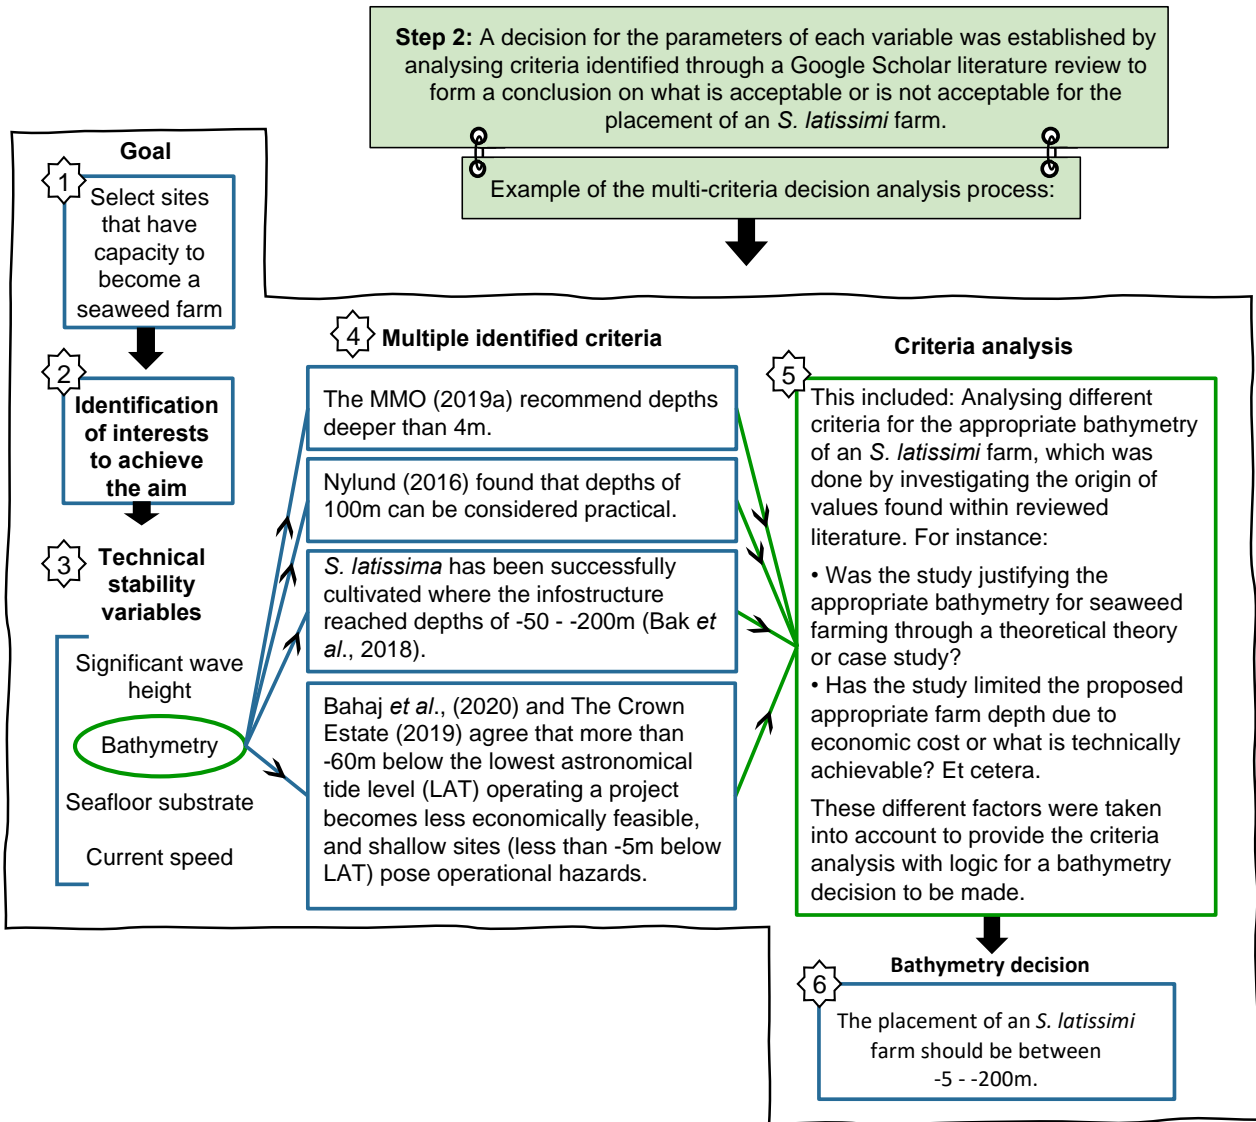 Step 2: A decision for the parameters of each variable was established by
analysing criteria identified through a Google Scholar literature review to
form a conclusion on what is acceptable or is not acceptable for the
placement of an S. latissimi farm.
Example of the multi-criteria decision analysis process:
Goal
1
Select sites
that have
capacity to
become a
seaweed farm
2
Identification
of interests
to achieve
the aim
3
Technical
stability
variables
Significant wave
height
Bathymetry
Seafloor substrate
Current speed
4
Multiple identified criteria
The MMO (2019a) recommend depths
deeper than 4m.
Nylund (2016) found that depths of
100m can be considered practical.
S. latissima has been successfully
cultivated where the infostructure
reached depths of -50 - -200m (Bak et
al., 2018).
Bahaj et al., (2020) and The Crown
Estate (2019) agree that more than
-60m below the lowest astronomical
tide level (LAT) operating a project
becomes less economically feasible,
and shallow sites (less than -5m below
LAT) pose operational hazards.
Criteria analysis
5
This included: Analysing different
criteria for the appropriate bathymetry
of an S. latissimi farm, which was
done by investigating the origin of
values found within reviewed
literature. For instance:
• Was the study justifying the
appropriate bathymetry for seaweed
farming through a theoretical theory
or case study?
• Has the study limited the proposed
appropriate farm depth due to
economic cost or what is technically
achievable? Et cetera.
These different factors were taken
into account to provide the criteria
analysis with logic for a bathymetry
decision to be made.
Bathymetry decision
6
The placement of an S. latissimi
farm should be between
-5 - -200m.